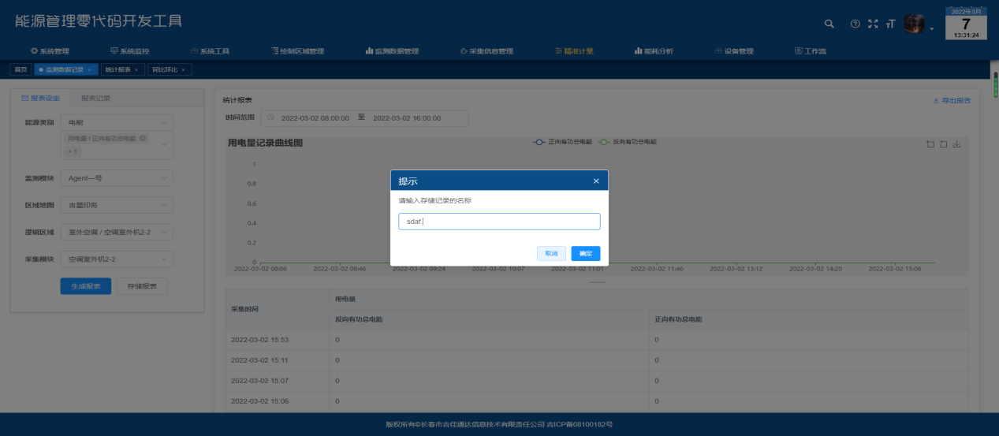 能源管理零代码开发工具
2022年3月
7
13:31:24
系统管理 系统监控 系统工具 绘制区域管理 监测数据管理 采集信息管理 精准计量 能耗分析 设备管理 工作流
首页 监测数据记录 × 统计报表 × 同比环比 ×
报表设定 报表记录
能源类别 电能
用电量 / 正向有功总电能
+ 1
监测模块 Agent一号
区域地图 吉星印务
逻辑区域 室外空调 / 空调室外机2-2
采集模块 空调室外机2-2
生成报表 存储报表
统计报表 导出报告
时间范围 2022-03-02 08:00:00 至 2022-03-02 16:00:00
用电量记录曲线图 正向有功总电能 反向有功总电能
1
0.8
0.6
0.4
0.2
0
2022-03-02 08:06 2022-03-02 08:46 2022-03-02 09:24 2022-03-02 10:07 2022-03-02 11:01 2022-03-02 11:46 2022-03-02 13:12 2022-03-02 14:20 2022-03-02 15:06
提示 ×
请输入存储记录的名称
sdaf
取消 确定
采集时间 用电量
反向有功总电能 正向有功总电能
2022-03-02 15:53 0 0
2022-03-02 15:11 0 0
2022-03-02 15:07 0 0
2022-03-02 15:06 0 0
版权所有©长春市吉佳通达信息技术有限责任公司 吉ICP备08100182号